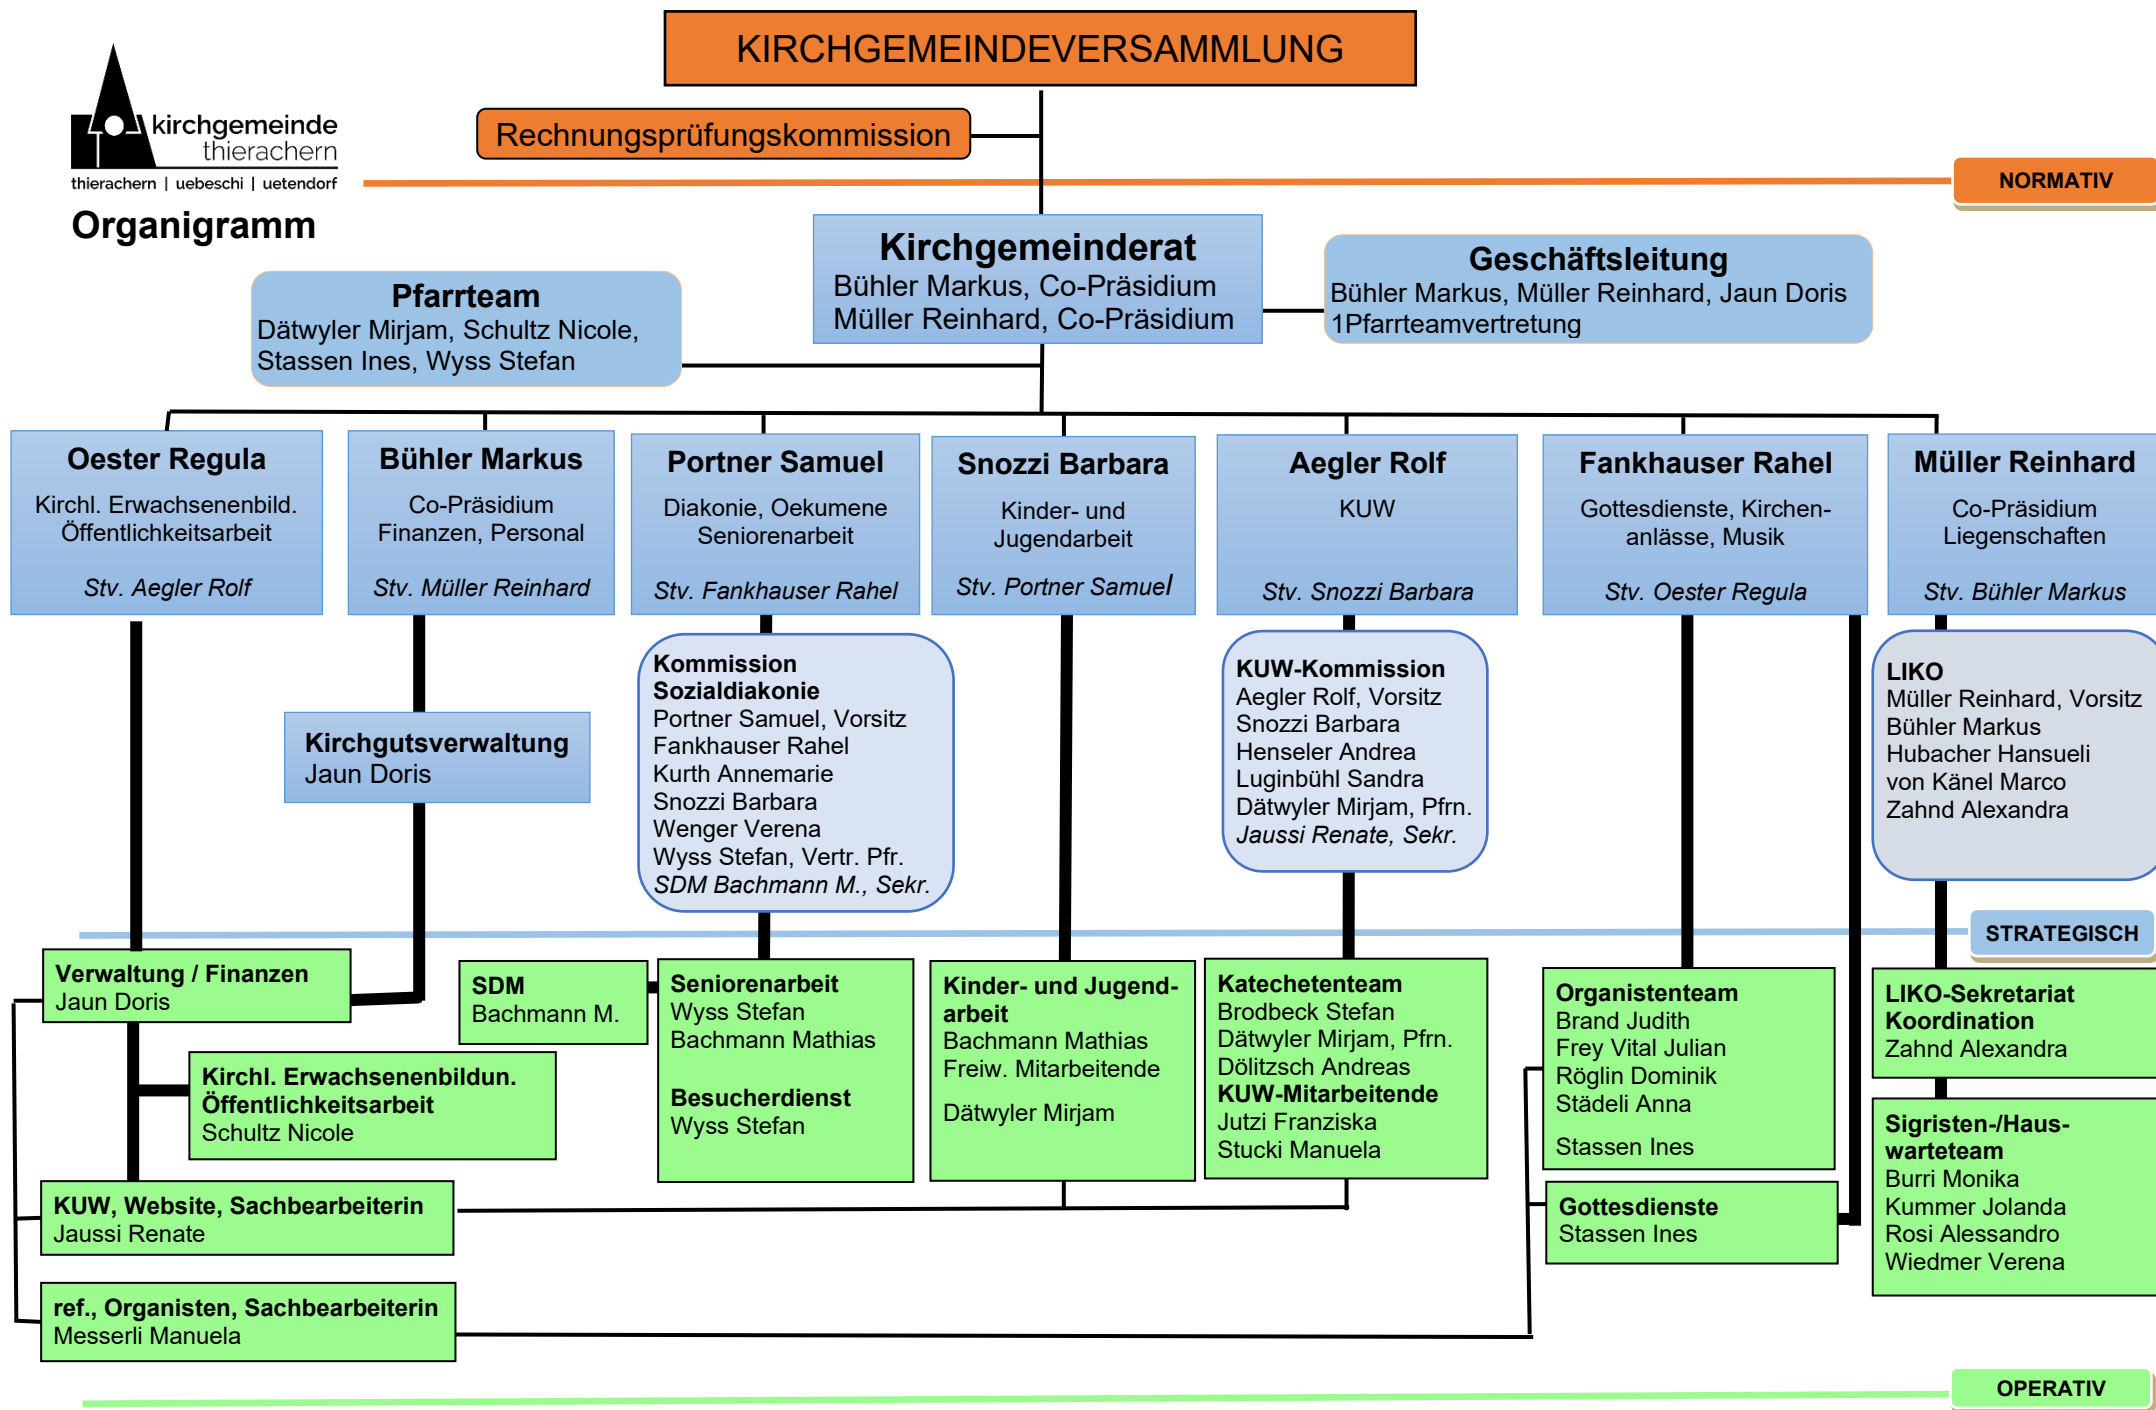 KIRCHGEMEINDEVERSAMMLUNG
kirchgemeinde
thierachern
thierachern | uebeschi | uetendorf
Organigramm
Rechnungsprüfungskommission
NORMATIV
Kirchgemeinderat
Bühler Markus, Co-Präsidium
Müller Reinhard, Co-Präsidium
Geschäftsleitung
Bühler Markus, Müller Reinhard, Jaun Doris
1Pfarrteamvertretung
Pfarrteam
Dätwyler Mirjam, Schultz Nicole,
Stassen Ines, Wyss Stefan
Oester Regula
Kirchl. Erwachsenenbild.
Öffentlichkeitsarbeit
Stv. Aegler Rolf
Bühler Markus
Co-Präsidium
Finanzen, Personal
Stv. Müller Reinhard
Portner Samuel
Diakonie, Oekumene
Seniorenarbeit
Stv. Fankhauser Rahel
Snozzi Barbara
Kinder- und
Jugendarbeit
Stv. Portner Samuel
Aegler Rolf
KUW
Stv. Snozzi Barbara
Fankhauser Rahel
Gottesdienste, Kirchen-
anlässe, Musik
Stv. Oester Regula
Müller Reinhard
Co-Präsidium
Liegenschaften
Stv. Bühler Markus
Kirchgutsverwaltung
Jaun Doris
Kommission
Sozialdiakonie
Portner Samuel, Vorsitz
Fankhauser Rahel
Kurth Annemarie
Snozzi Barbara
Wenger Verena
Wyss Stefan, Vertr. Pfr.
SDM Bachmann M., Sekr.
KUW-Kommission
Aegler Rolf, Vorsitz
Snozzi Barbara
Henseler Andrea
Luginbühl Sandra
Dätwyler Mirjam, Pfrn.
Jaussi Renate, Sekr.
LIKO
Müller Reinhard, Vorsitz
Bühler Markus
Hubacher Hansueli
von Känel Marco
Zahnd Alexandra
STRATEGISCH
Verwaltung / Finanzen
Jaun Doris
SDM
Bachmann M.
Seniorenarbeit
Wyss Stefan
Bachmann Mathias
Besucherdienst
Wyss Stefan
Kinder- und Jugend-
arbeit
Bachmann Mathias
Freiw. Mitarbeitende
Dätwyler Mirjam
Katechetenteam
Brodbeck Stefan
Dätwyler Mirjam, Pfrn.
Dölitzsch Andreas
KUW-Mitarbeitende
Jutzi Franziska
Stucki Manuela
Organistenteam
Brand Judith
Frey Vital Julian
Röglin Dominik
Städeli Anna
Stassen Ines
LIKO-Sekretariat
Koordination
Zahnd Alexandra
Kirchl. Erwachsenenbildun.
Öffentlichkeitsarbeit
Schultz Nicole
Sigristen-/Haus-
warteteam
Burri Monika
Kummer Jolanda
Rosi Alessandro
Wiedmer Verena
KUW, Website, Sachbearbeiterin
Jaussi Renate
Gottesdienste
Stassen Ines
ref., Organisten, Sachbearbeiterin
Messerli Manuela
OPERATIV